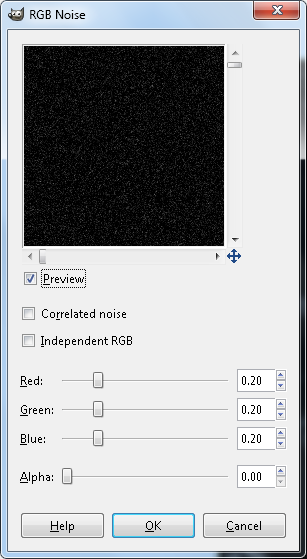 RGB Noise
Preview
Correlated noise
Independent RGB
Red: 0.20
Green: 0.20
Blue: 0.20
Alpha: 0.00
Help OK Cancel